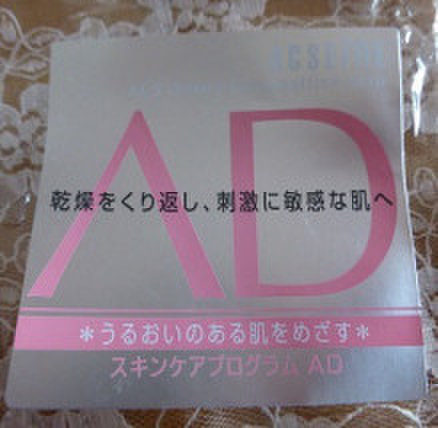 ACSEINE
AD
乾燥をくり返し、刺激に敏感な肌へ
*うるおいのある肌をめざす*
スキンケアプログラム AD